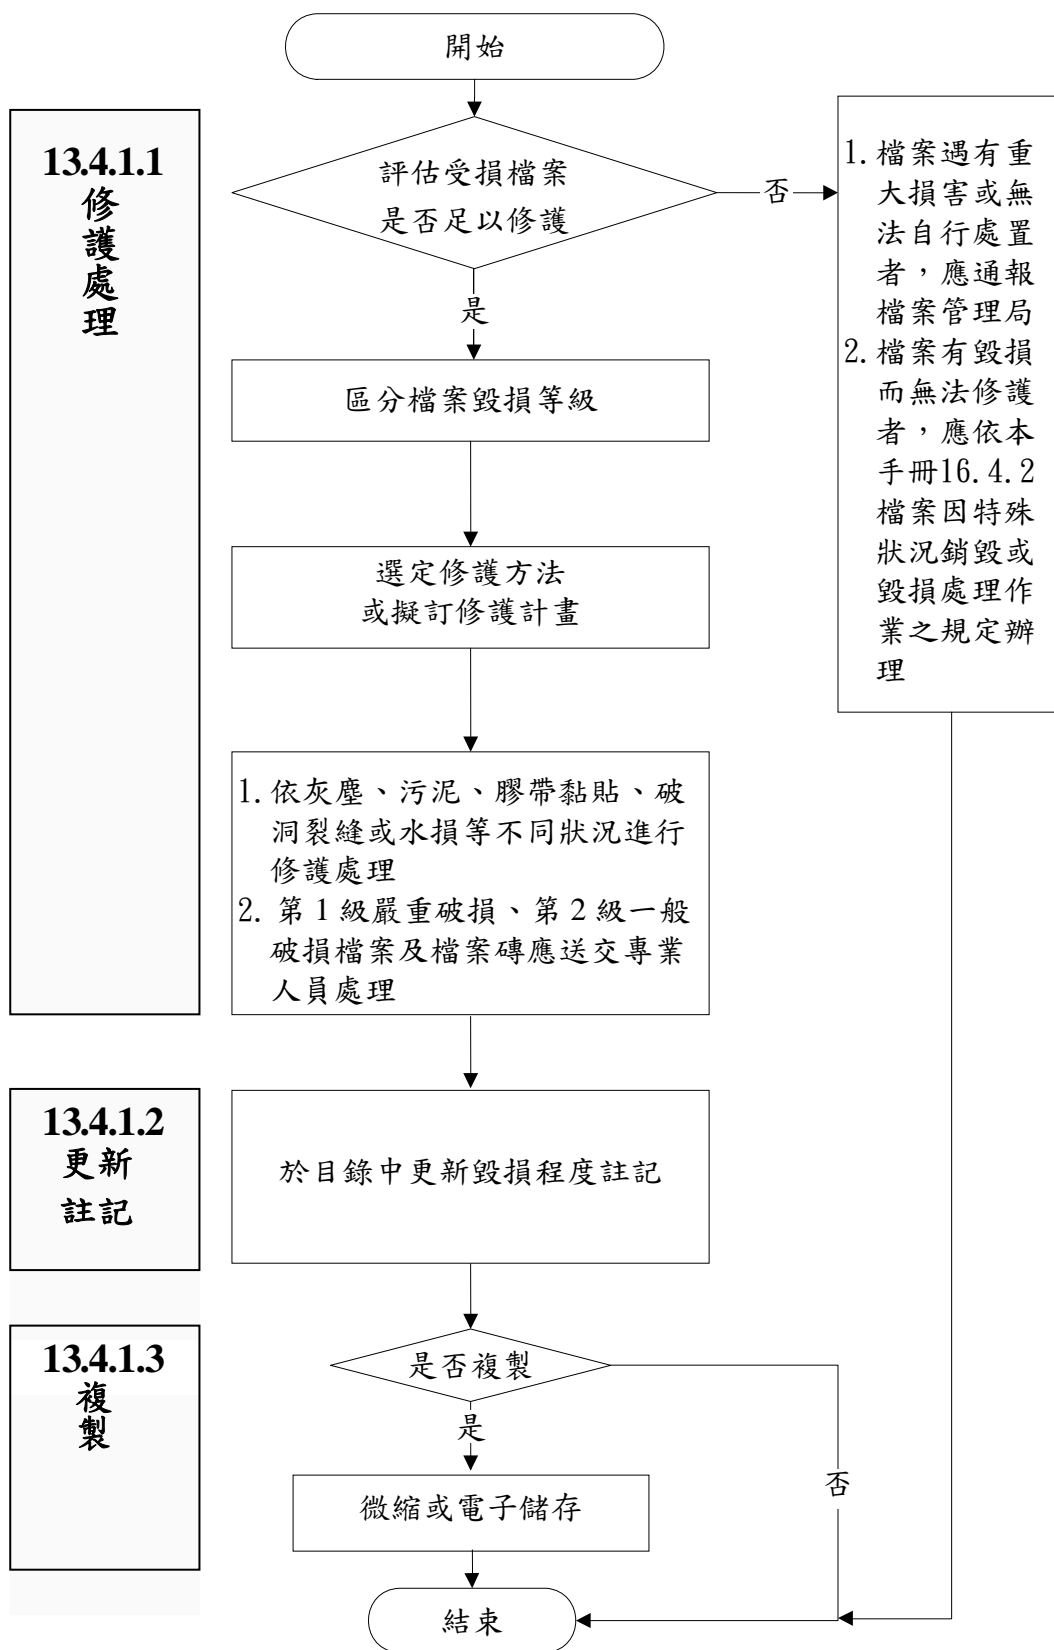 開始
13.4.1.1
修
護
處
理
評估受損檔案
是否足以修護
否
1. 檔案遇有重
大損害或無
法自行處置
者，應通報
檔案管理局
2. 檔案有毀損
而無法修護
者，應依本
手冊16.4.2
檔案因特殊
狀況銷毀或
毀損處理作
業之規定辦
理
是
區分檔案毀損等級
選定修護方法
或擬訂修護計畫
1. 依灰塵、污泥、膠帶黏貼、破
洞裂縫或水損等不同狀況進行
修護處理
2. 第1級嚴重破損、第2級一般
破損檔案及檔案磚應送交專業
人員處理
13.4.1.2
更新
註記
於目錄中更新毀損程度註記
13.4.1.3
複
製
是否複製
是
否
微縮或電子儲存
結束